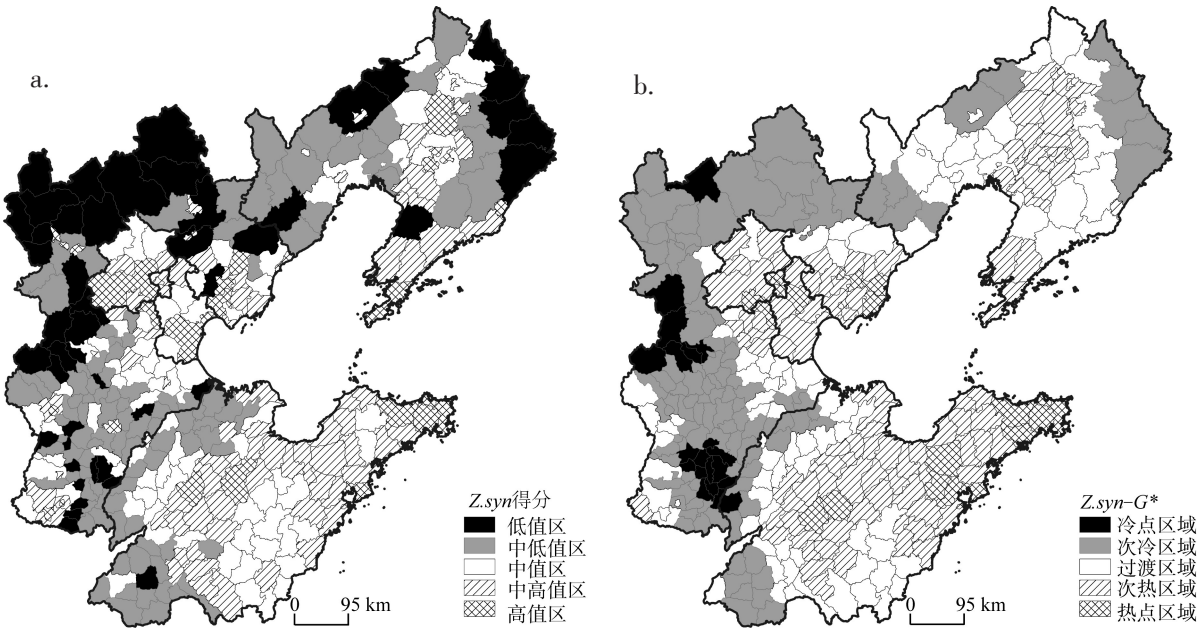 a.
Z.syn得分
低值区
中低值区
中值区
中高值区
高值区
0 95 km
b.
Z.syn–G*
冷点区域
次冷区域
过渡区域
次热区域
热点区域
0 95 km